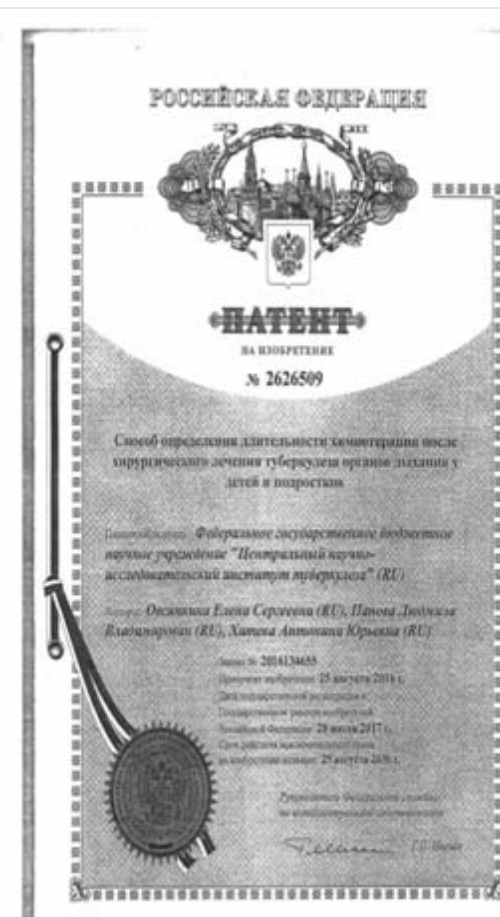 РОССИЙСКАЯ ФЕДЕРАЦИЯ
ПАТЕНТ
НА ИЗОБРЕТЕНИЕ
№ 2626509
Способ определения длительности химиотерапии после
хирургического лечения туберкулеза органов дыхания у
детей и подростков
Патентообладатель: Федеральное государственное бюджетное
научное учреждение "Центральный научно-
исследовательский институт туберкулеза" (RU)
Авторы: Овсянкина Елена Сергеевна (RU), Панова Людмила
Владимировна (RU), Хитева Антонина Юрьевна (RU)
Заявка № 2016134655
Приоритет изобретения 25 августа 2016 г.
Дата государственной регистрации в
Государственном реестре изобретений
Российской Федерации 28 июля 2017 г.
Срок действия исключительного права
на изобретение истекает 25 августа 2036 г.
Руководитель Федеральной службы
по интеллектуальной собственности
Г.П. Ивлиев